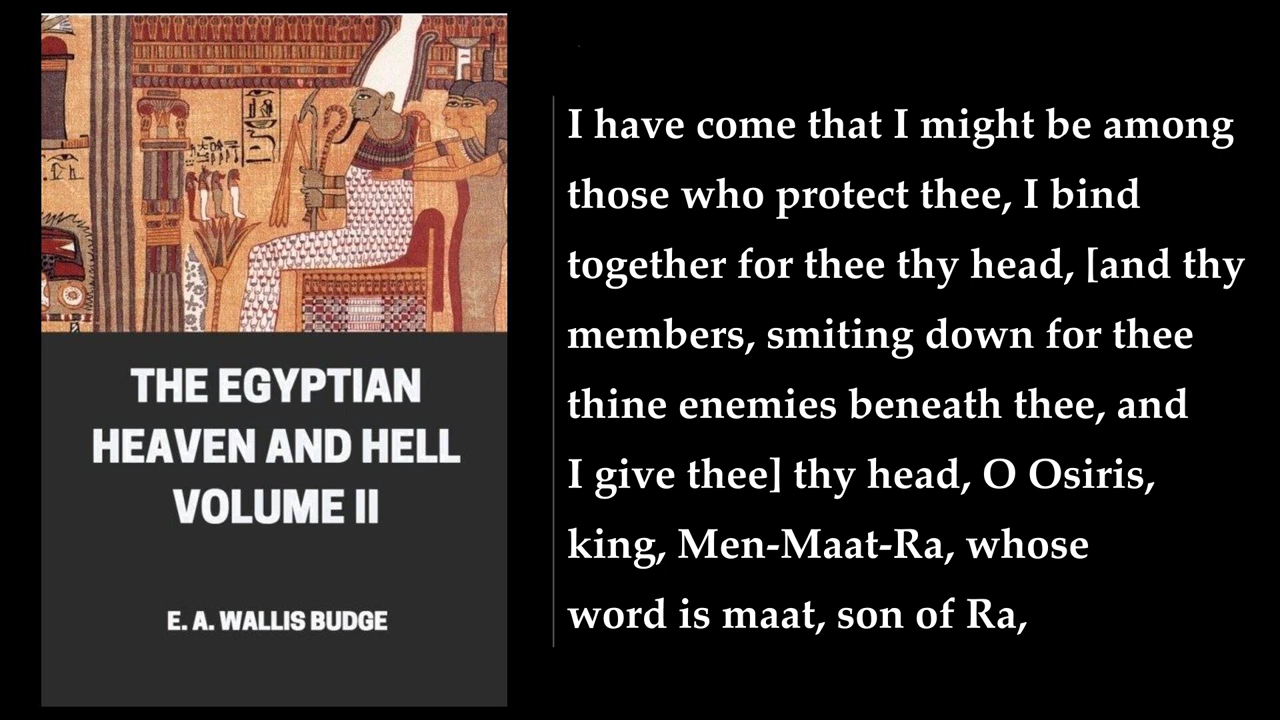 THE EGYPTIAN
HEAVEN AND HELL
VOLUME II
E. A. WALLIS BUDGE
I have come that I might be among
those who protect thee, I bind
together for thee thy head, [and thy
members, smiting down for thee
thine enemies beneath thee, and
I give thee] thy head, O Osiris,
king, Men-Maat-Ra, whose
word is maat, son of Ra,